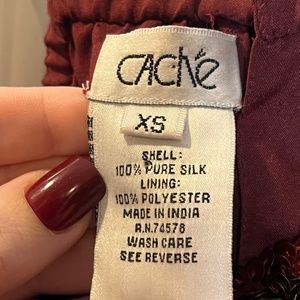 CACHé
XS
SHELL:
100% PURE SILK
LINING:
100% POLYESTER
MADE IN INDIA
R.N.74578
WASH CARE
SEE REVERSE